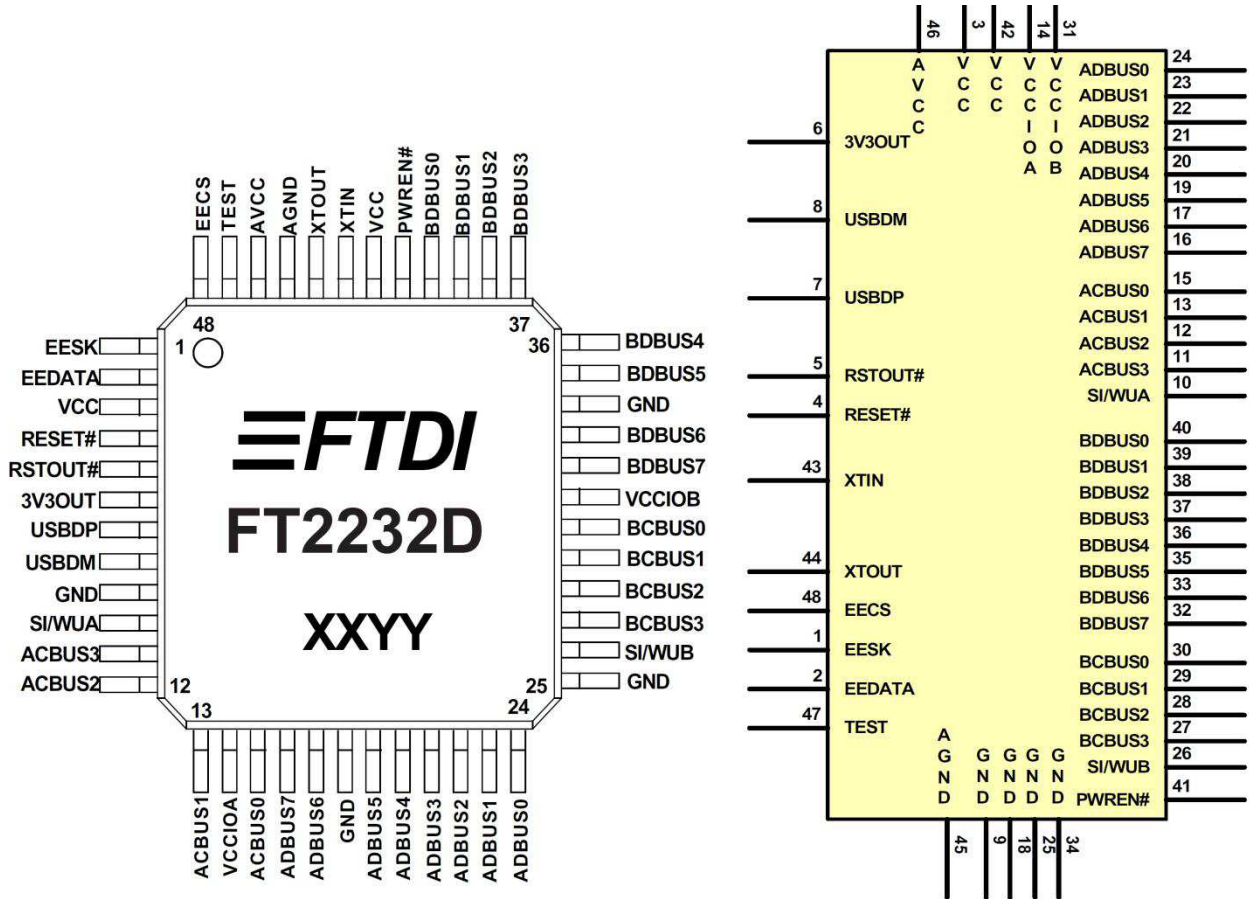 EECS
TEST
AVCC
AGND
XTOUT
XTIN
VCC
PWREN#
BDBUS0
BDBUS1
BDBUS2
BDBUS3
48
37
1
36
EESK
EEDATA
VCC
RESET#
RSTOUT#
3V3OUT
USBDP
USBDM
GND
SI/WUA
ACBUS3
ACBUS2
FTDI
FT2232D
XXYY
BDBUS4
BDBUS5
GND
BDBUS6
BDBUS7
VCCIOB
BCBUS0
BCBUS1
BCBUS2
BCBUS3
SI/WUB
GND
12
25
13
24
ACBUS1
VCCIOA
ACBUS0
ADBUS7
ADBUS6
GND
ADBUS5
ADBUS4
ADBUS3
ADBUS2
ADBUS1
ADBUS0
46
3
42
14
31
AVCC
VCC
VCC
VCCIOA
VCCIOB
6
3V3OUT
8
USBDM
7
USBDP
5
RSTOUT#
4
RESET#
43
XTIN
44
XTOUT
48
EECS
1
EESK
2
EEDATA
47
TEST
ADBUS0
24
ADBUS1
23
ADBUS2
22
ADBUS3
21
ADBUS4
20
ADBUS5
19
ADBUS6
17
ADBUS7
16
ACBUS0
15
ACBUS1
13
ACBUS2
12
ACBUS3
11
SI/WUA
10
BDBUS0
40
BDBUS1
39
BDBUS2
38
BDBUS3
37
BDBUS4
36
BDBUS5
35
BDBUS6
33
BDBUS7
32
BCBUS0
30
BCBUS1
29
BCBUS2
28
BCBUS3
27
SI/WUB
26
PWREN#
41
AGND
GND
GND
GND
GND
45
9
18
25
34